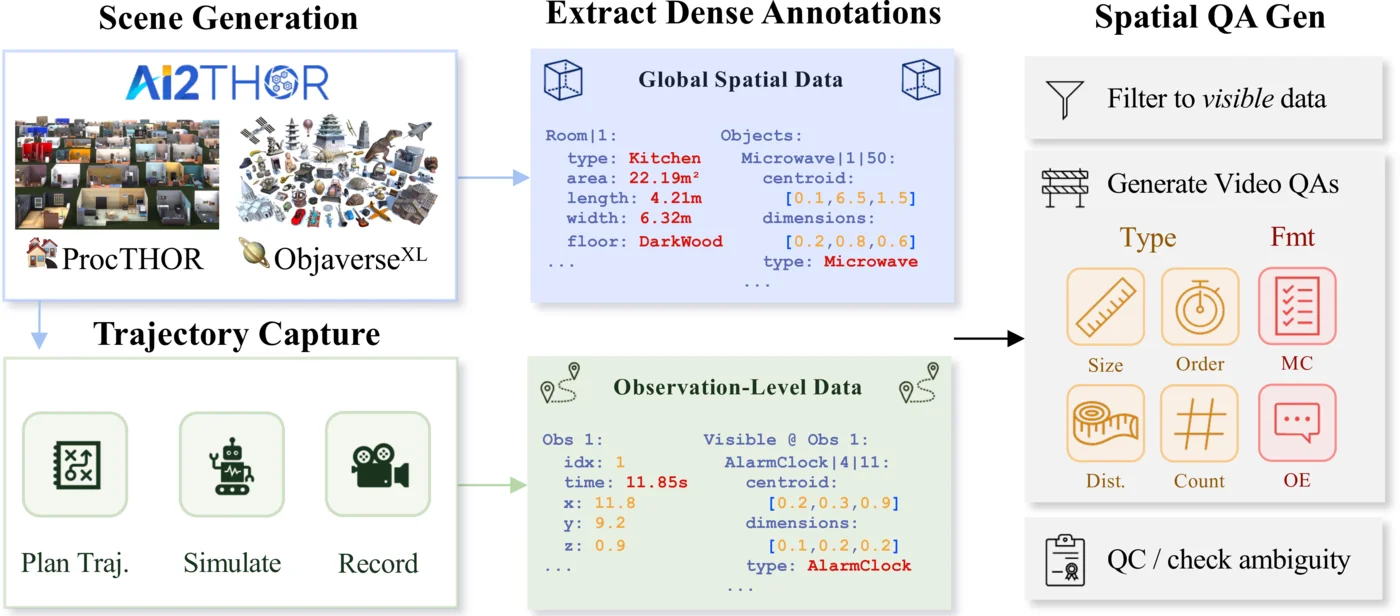 Scene Generation
Ai2THOR
ProcTHOR
ObjaverseXL
Trajectory Capture
Plan Traj.
Simulate
Record
Extract Dense Annotations
Global Spatial Data
Room|1:
type: Kitchen
area: 22.19m²
length: 4.21m
width: 6.32m
floor: DarkWood
...
Objects:
Microwave|1|50:
centroid:
[0.1,6.5,1.5]
dimensions:
[0.2,0.8,0.6]
type: Microwave
...
Observation-Level Data
Obs 1:
idx: 1
time: 11.85s
x: 11.8
y: 9.2
z: 0.9
...
Visible @ Obs 1:
AlarmClock|4|11:
centroid:
[0.2,0.3,0.9]
dimensions:
[0.1,0.2,0.2]
type: AlarmClock
...
Spatial QA Gen
Filter to visible data
Generate Video QAs
Type
Fmt
Size
Order
MC
Dist.
Count
OE
QC / check ambiguity